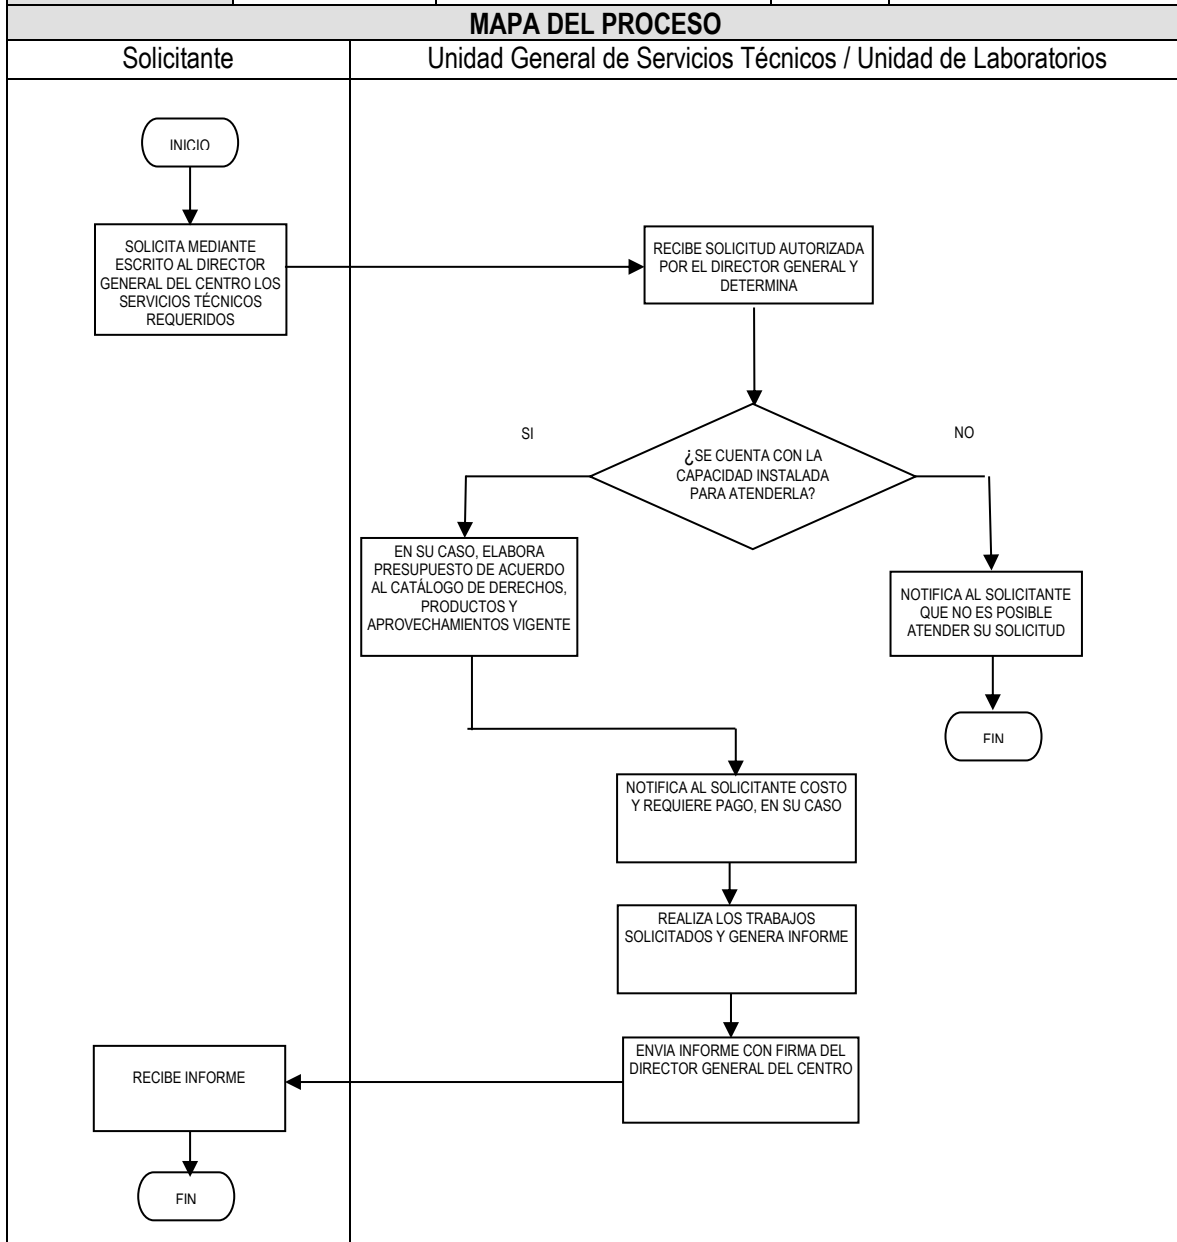 MAPA DEL PROCESO
Solicitante
Unidad General de Servicios Técnicos / Unidad de Laboratorios
INICIO
SOLICITA MEDIANTE
ESCRITO AL DIRECTOR
GENERAL DEL CENTRO LOS
SERVICIOS TÉCNICOS
REQUERIDOS
RECIBE SOLICITUD AUTORIZADA
POR EL DIRECTOR GENERAL Y
DETERMINA
¿SE CUENTA CON LA
CAPACIDAD INSTALADA
PARA ATENDERLA?
SI
NO
EN SU CASO, ELABORA
PRESUPUESTO DE ACUERDO
AL CATÁLOGO DE DERECHOS,
PRODUCTOS Y
APROVECHAMIENTOS VIGENTE
NOTIFICA AL SOLICITANTE
QUE NO ES POSIBLE
ATENDER SU SOLICITUD
FIN
NOTIFICA AL SOLICITANTE COSTO
Y REQUIERE PAGO, EN SU CASO
REALIZA LOS TRABAJOS
SOLICITADOS Y GENERA INFORME
ENVIA INFORME CON FIRMA DEL
DIRECTOR GENERAL DEL CENTRO
RECIBE INFORME
FIN